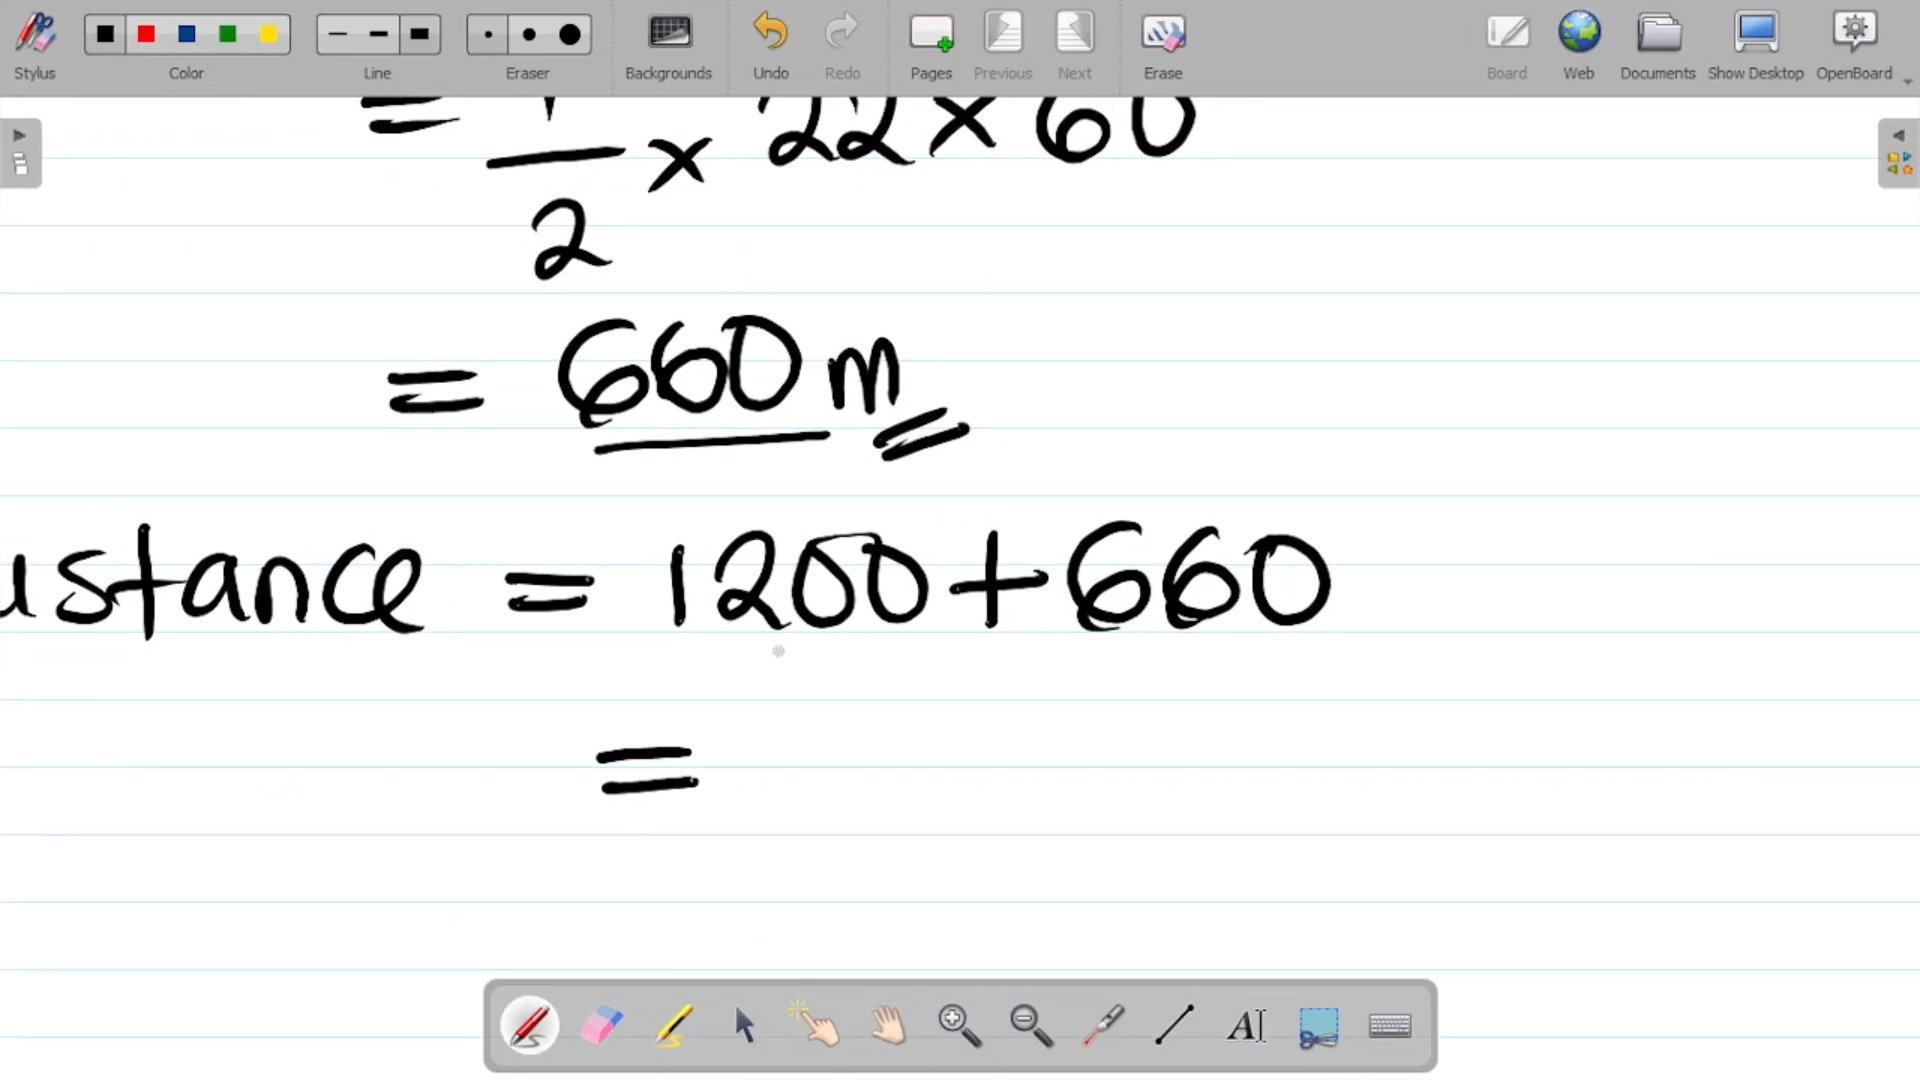 Stylus Color Line Eraser Backgrounds Undo Redo Pages Previous Next Erase Board Web Documents Show Desktop OpenBoard
= 1/2 × 22 × 60
= 660 m
istance = 1200 + 660
=